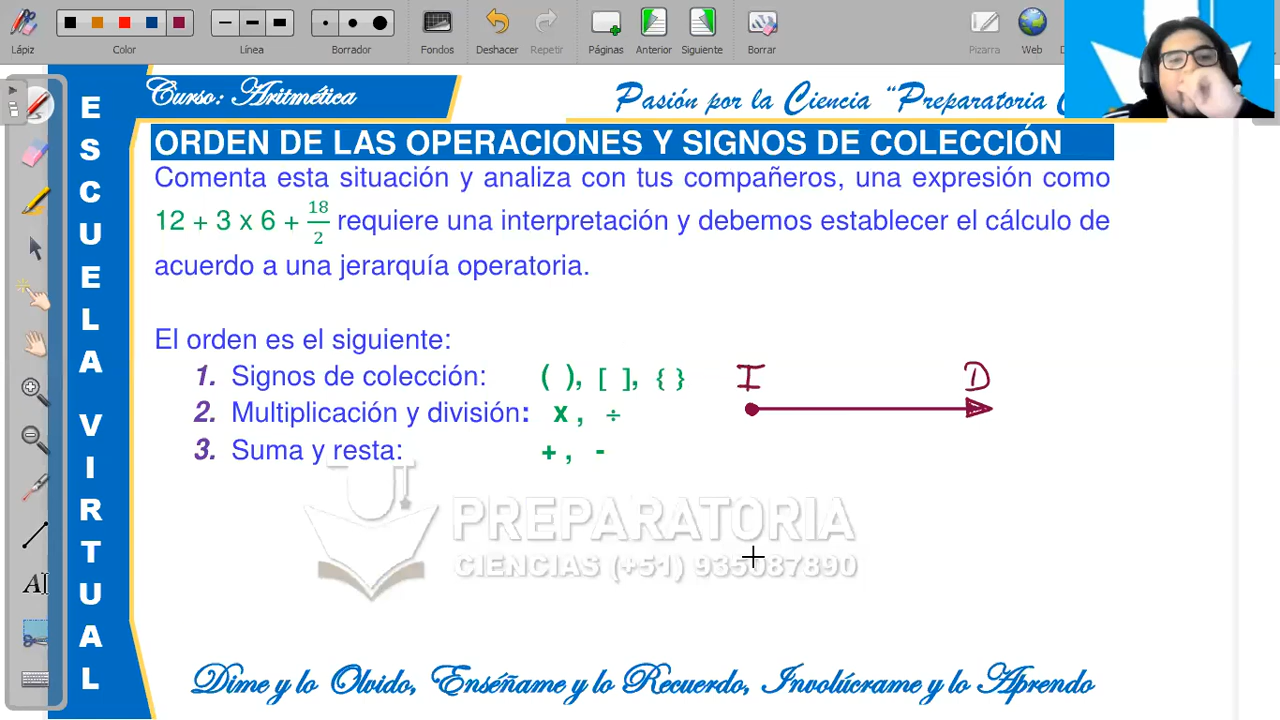 Lápiz Color Línea Borrador Fondos Deshacer Repetir Páginas Anterior Siguiente Borrar Pizarra Web
Curso: Aritmética
Pasión por la Ciencia "Preparatoria
ESCUELA VIRTUAL
ORDEN DE LAS OPERACIONES Y SIGNOS DE COLECCIÓN
Comenta esta situación y analiza con tus compañeros, una expresión como
12 + 3 x 6 + 18/2 requiere una interpretación y debemos establecer el cálculo de
acuerdo a una jerarquía operatoria.
El orden es el siguiente:
1. Signos de colección: ( ), [ ], { }
I D
2. Multiplicación y división: x , ÷
3. Suma y resta: + , -
PREPARATORIA
CIENCIAS (+51) 935087890
Dime y lo Olvido, Enséñame y lo Recuerdo, Involúcrame y lo Aprendo